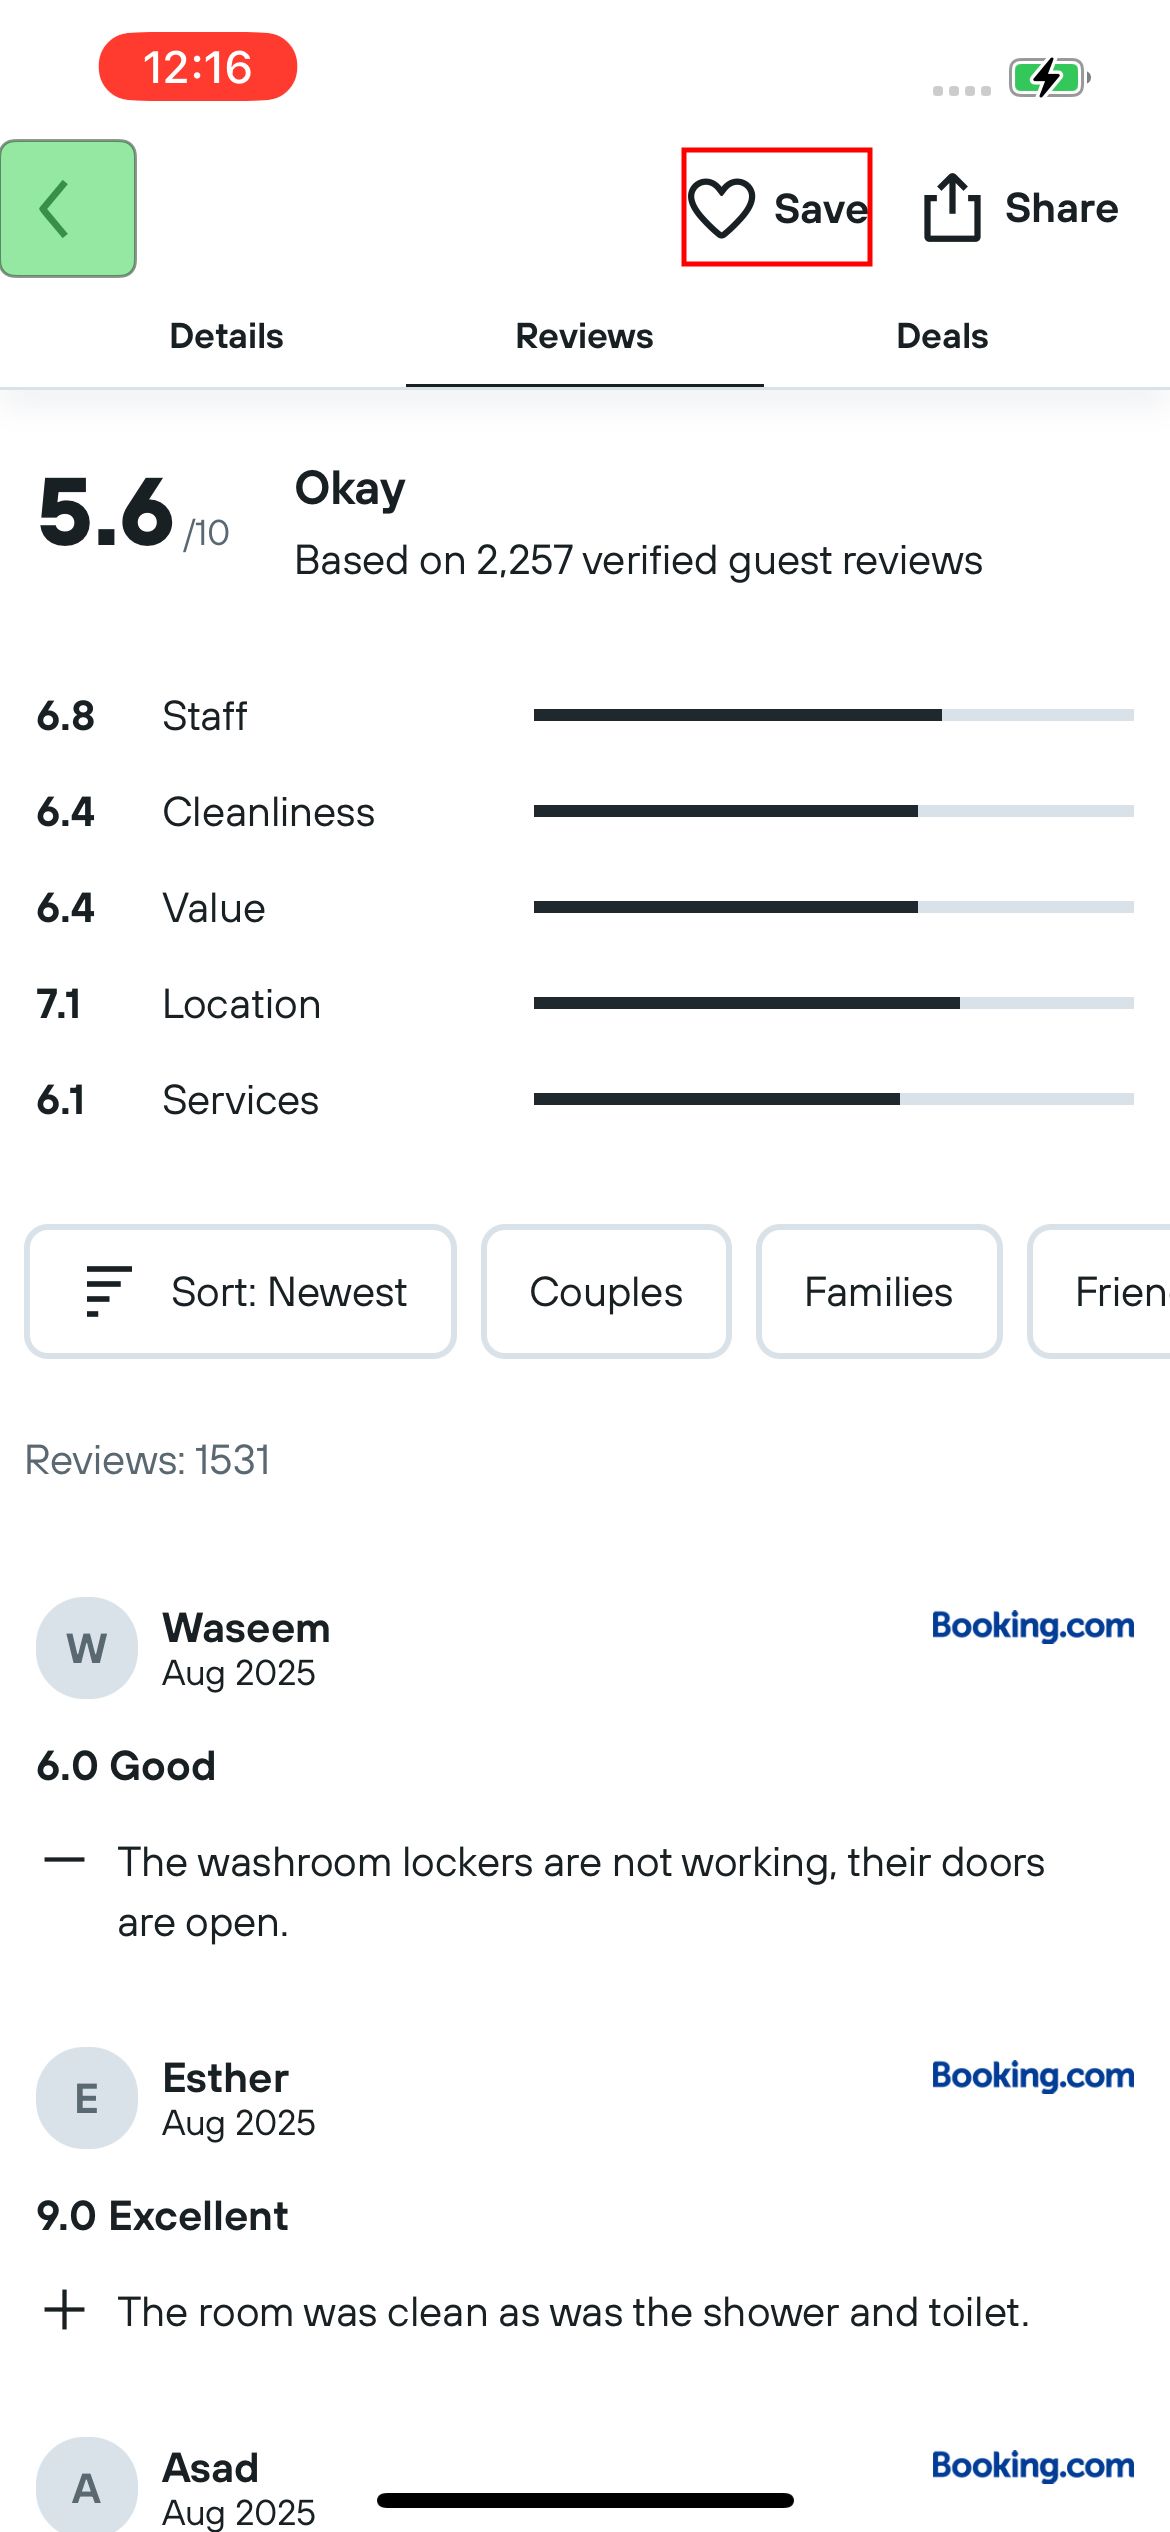 12:16
Save
Share
Details
Reviews
Deals
5.6 /10
Okay
Based on 2,257 verified guest reviews
6.8 Staff
6.4 Cleanliness
6.4 Value
7.1 Location
6.1 Services
Sort: Newest
Couples
Families
Frien
Reviews: 1531
W
Waseem
Aug 2025
Booking.com
6.0 Good
The washroom lockers are not working, their doors
are open.
E
Esther
Aug 2025
Booking.com
9.0 Excellent
The room was clean as was the shower and toilet.
A
Asad
Aug 2025
Booking.com